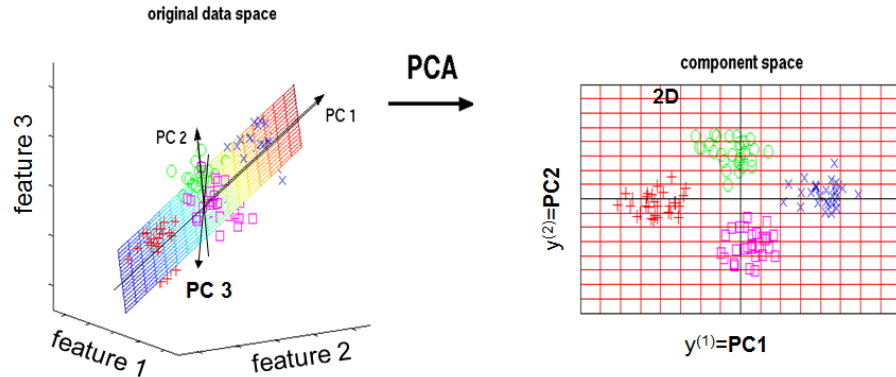 original data space
PCA
component space
feature 3
PC 2
PC 1
PC 3
feature 1
feature 2
2D
y(2)=PC2
y(1)=PC1